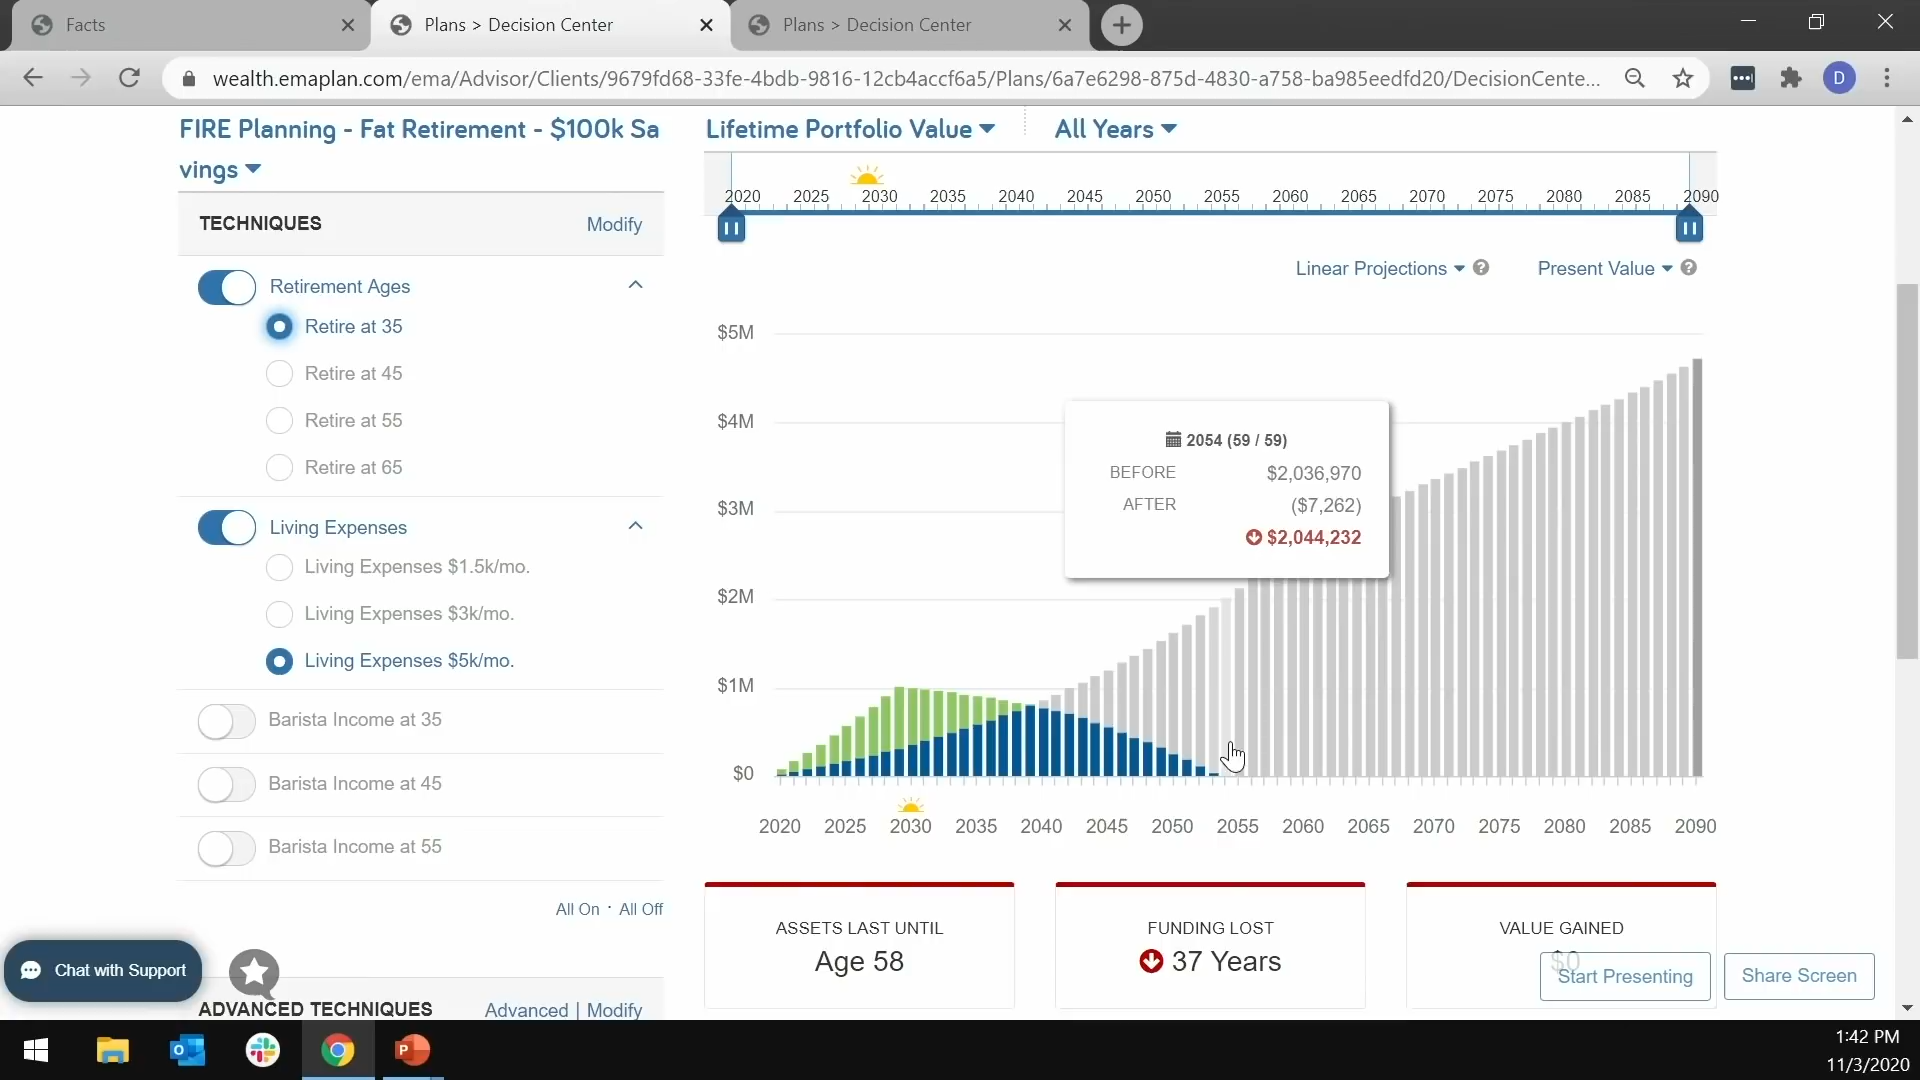 Facts
Plans > Decision Center
Plans > Decision Center
wealth.emaplan.com/ema/Advisor/Clients/9679fd68-33fe-4bdb-9816-12cb4accf6a5/Plans/6a7e6298-875d-4830-a758-ba985eedfd20/DecisionCente...
D
FIRE Planning - Fat Retirement - $100k Sa
vings
Lifetime Portfolio Value
All Years
2020 2025 2030 2035 2040 2045 2050 2055 2060 2065 2070 2075 2080 2085 2090
TECHNIQUES
Modify
Retirement Ages
Retire at 35
Retire at 45
Retire at 55
Retire at 65
Living Expenses
Living Expenses $1.5k/mo.
Living Expenses $3k/mo.
Living Expenses $5k/mo.
Barista Income at 35
Barista Income at 45
Barista Income at 55
All On · All Off
ADVANCED TECHNIQUES
Advanced | Modify
Linear Projections ?
Present Value ?
$5M
$4M
$3M
$2M
$1M
$0
2054 (59 / 59)
BEFORE $2,036,970
AFTER ($7,262)
$2,044,232
2020 2025 2030 2035 2040 2045 2050 2055 2060 2065 2070 2075 2080 2085 2090
ASSETS LAST UNTIL
Age 58
FUNDING LOST
37 Years
VALUE GAINED
$0
Start Presenting
Share Screen
Chat with Support
1:42 PM
11/3/2020